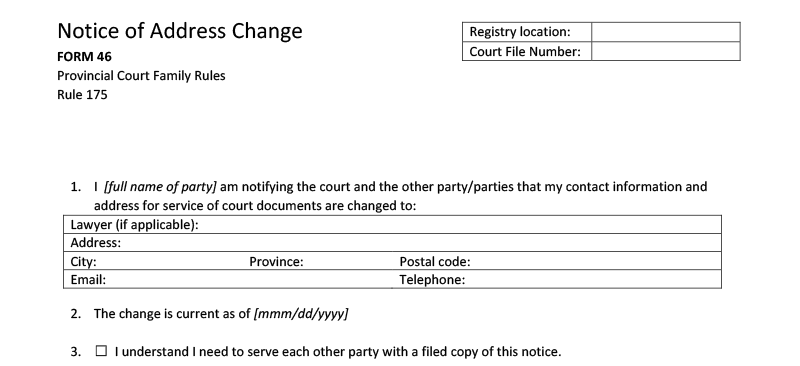 Notice of Address Change
FORM 46
Provincial Court Family Rules
Rule 175
Registry location:
Court File Number:
1. I [full name of party] am notifying the court and the other party/parties that my contact information and
address for service of court documents are changed to:
Lawyer (if applicable):
Address:
City: Province: Postal code:
Email: Telephone:
2. The change is current as of [mmm/dd/yyyy]
3. ☐ I understand I need to serve each other party with a filed copy of this notice.